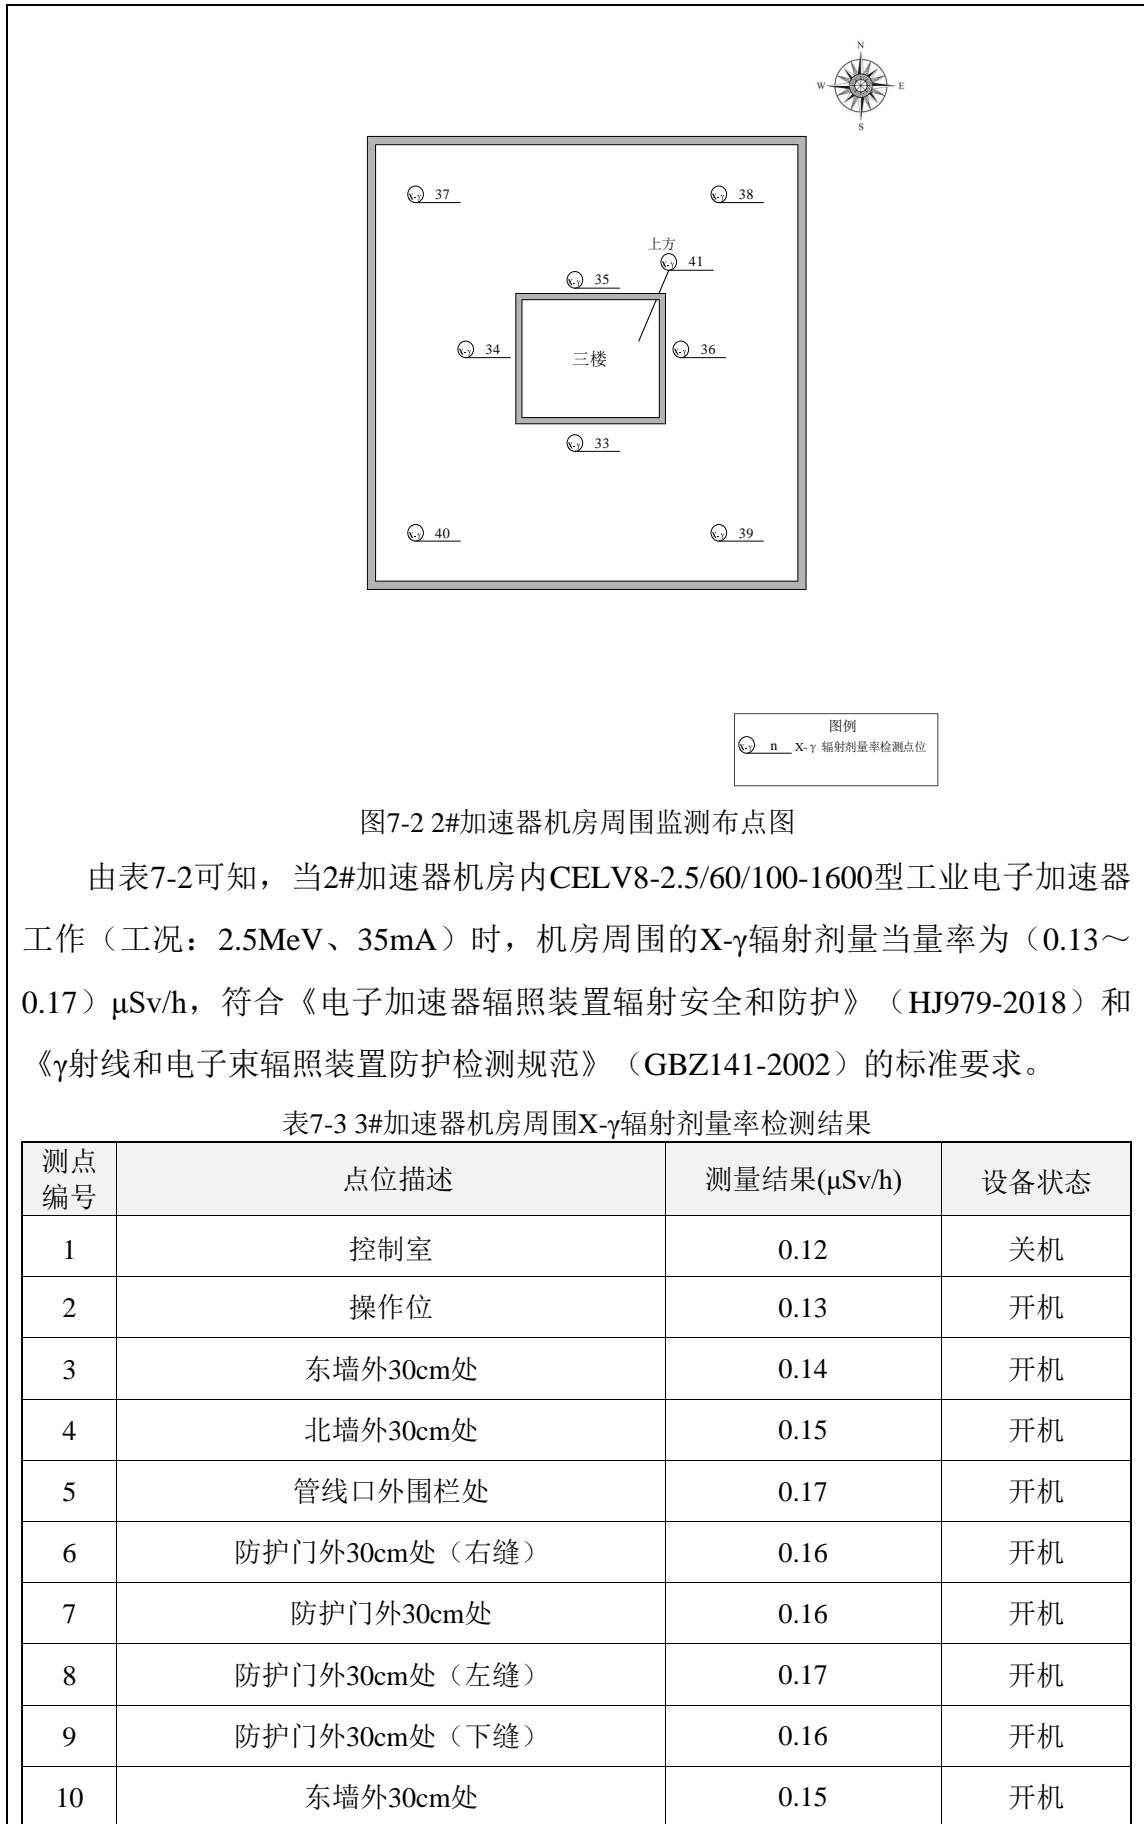 N
W E
S
X-γ 37
X-γ 38
上方
X-γ 41
X-γ 35
X-γ 34
三楼
X-γ 36
X-γ 33
X-γ 40
X-γ 39
图例
X-γ n X-γ 辐射剂量率检测点位
图7-2 2#加速器机房周围监测布点图
由表7-2可知，当2#加速器机房内CELV8-2.5/60/100-1600型工业电子加速器
工作（工况：2.5MeV、35mA）时，机房周围的X-γ辐射剂量当量率为（0.13～
0.17）μSv/h，符合《电子加速器辐照装置辐射安全和防护》（HJ979-2018）和
《γ射线和电子束辐照装置防护检测规范》（GBZ141-2002）的标准要求。
表7-3 3#加速器机房周围X-γ辐射剂量率检测结果
测点
编号 点位描述 测量结果(μSv/h) 设备状态
1 控制室 0.12 关机
2 操作位 0.13 开机
3 东墙外30cm处 0.14 开机
4 北墙外30cm处 0.15 开机
5 管线口外围栏处 0.17 开机
6 防护门外30cm处（右缝） 0.16 开机
7 防护门外30cm处 0.16 开机
8 防护门外30cm处（左缝） 0.17 开机
9 防护门外30cm处（下缝） 0.16 开机
10 东墙外30cm处 0.15 开机